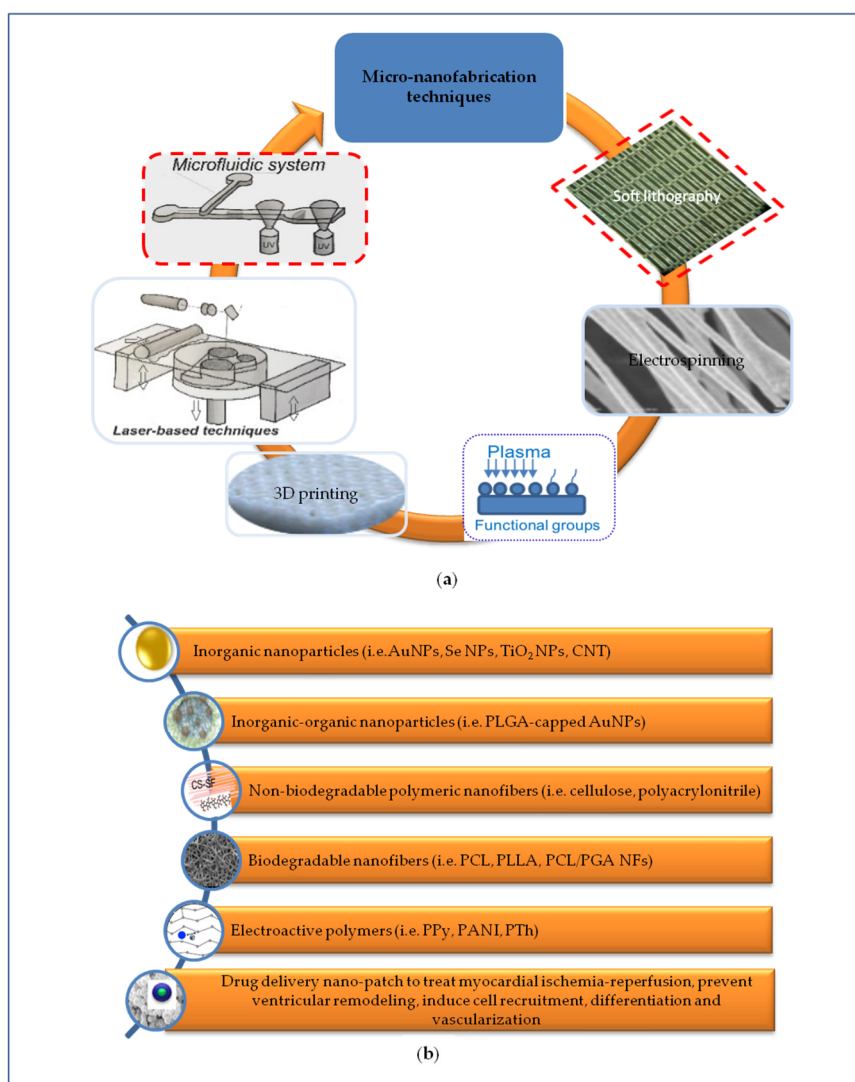 Micro-nanofabrication
techniques
Microfluidic system
UV
UV
Soft lithography
Laser-based techniques
Electrospinning
3D printing
Plasma
Functional groups
(a)
Inorganic nanoparticles (i.e.AuNPs, Se NPs, TiO₂ NPs, CNT)
Inorganic-organic nanoparticles (i.e. PLGA-capped AuNPs)
CS-SF
Non-biodegradable polymeric nanofibers (i.e. cellulose, polyacrylonitrile)
Biodegradable nanofibers (i.e. PCL, PLLA, PCL/PGA NFs)
Electroactive polymers (i.e. PPy, PANI, PTh)
Drug delivery nano-patch to treat myocardial ischemia-reperfusion, prevent
ventricular remodeling, induce cell recruitment, differentiation and
vascularization
(b)